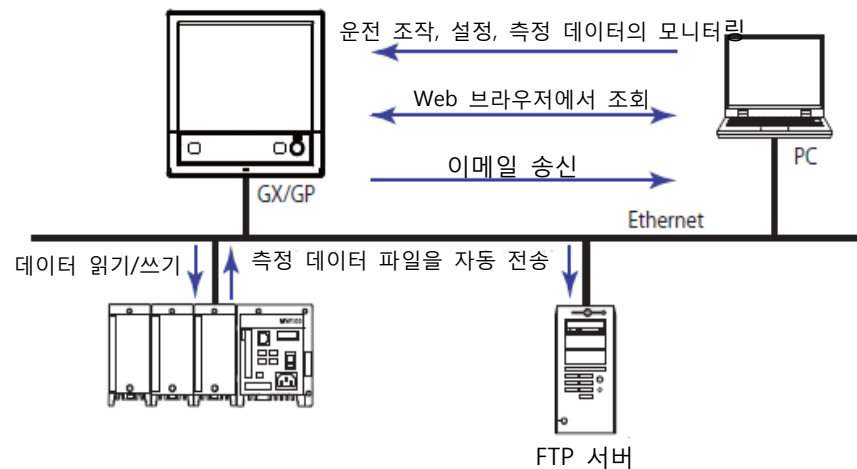 운전 조작, 설정, 측정 데이터의 모니터링
Web 브라우저에서 조회
이메일 송신
GX/GP
PC
Ethernet
데이터 읽기/쓰기
측정 데이터 파일을 자동 전송
FTP 서버